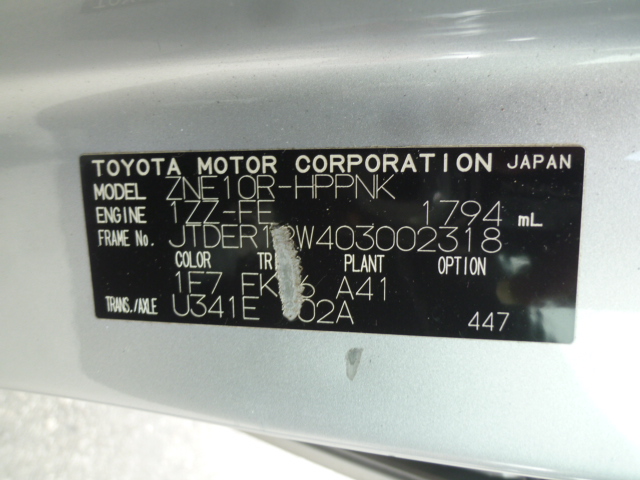 TOYOTA MOTOR CORPORATION JAPAN
MODEL ZNE10R-HPPNK
ENGINE 1ZZ-FE 1794 mL
FRAME No.
COLOR PLANT OPTION
1F7 A41
TRANS./AXLE U341E 02A
447